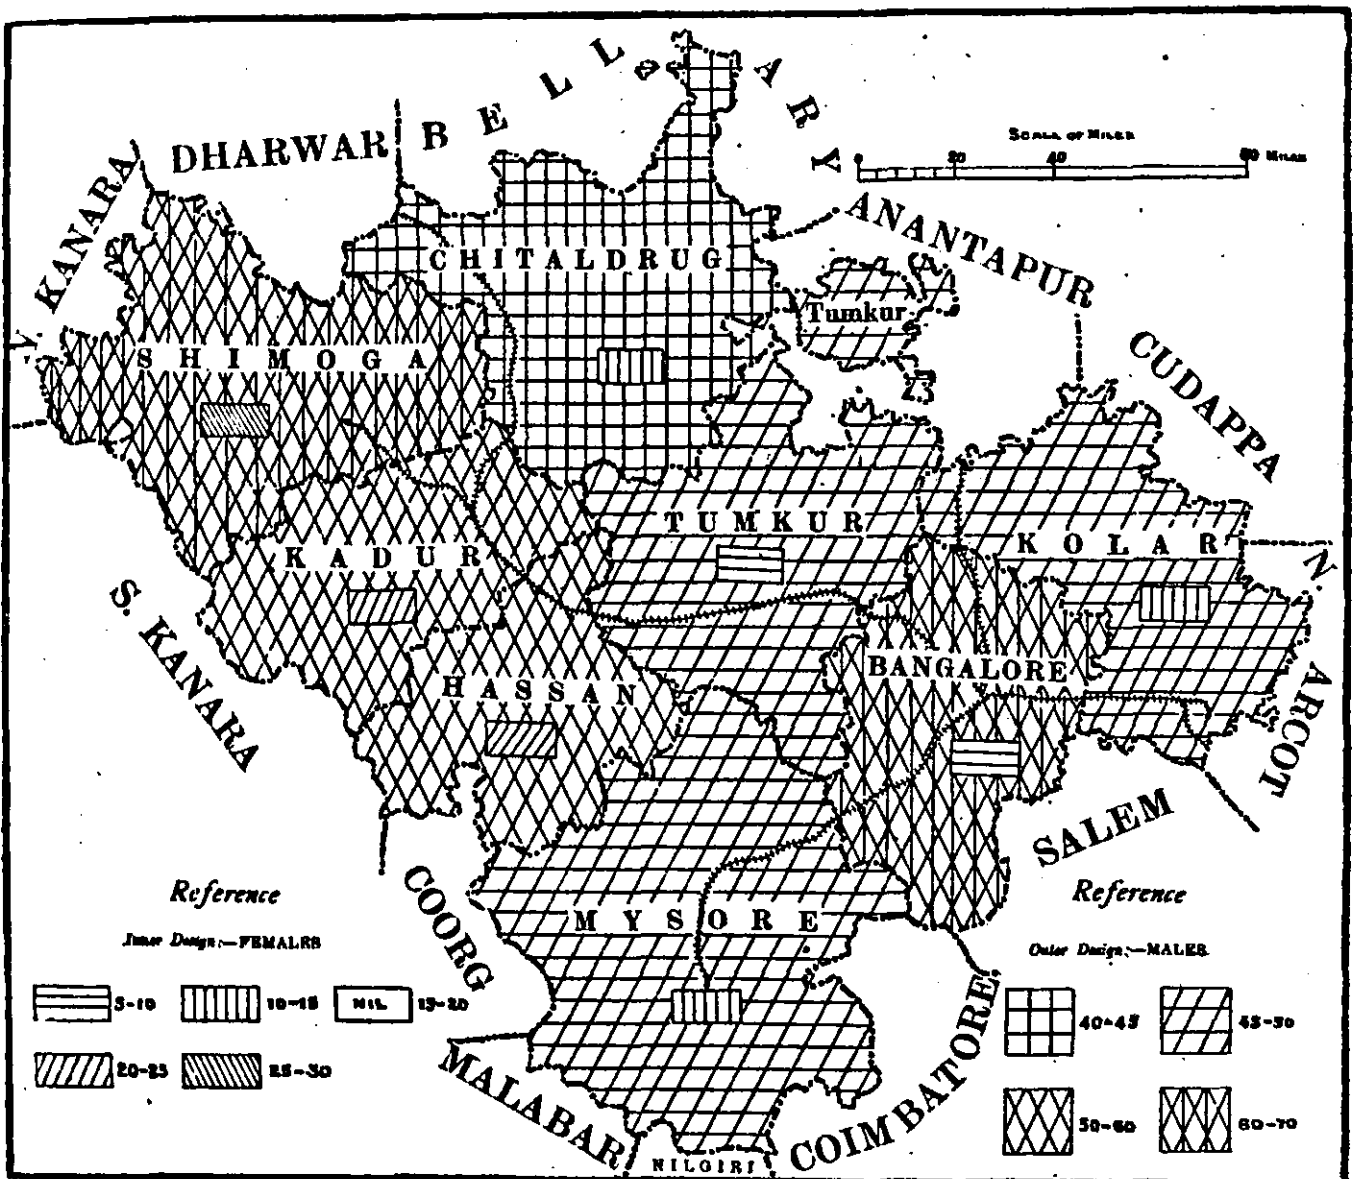 BELLARY
DHARWAR
KANARA
SCALE OF MILES
20 40 MILES
ANANTAPUR
CHITALDRUG
Tumkur
CUDAPPA
SHIMOGA
TUMKUR
KOLAR
KADUR
N. ARCOT
S. KANARA
BANGALORE
HASSAN
SALEM
COORG
MYSORE
Reference
Inner Design:—FEMALES
5-10 10-15 NIL 15-20
20-25 25-30
Reference
Outer Design:—MALES
40-45 45-50
50-60 60-70
MALABAR
COIMBATORE
NILGIRI